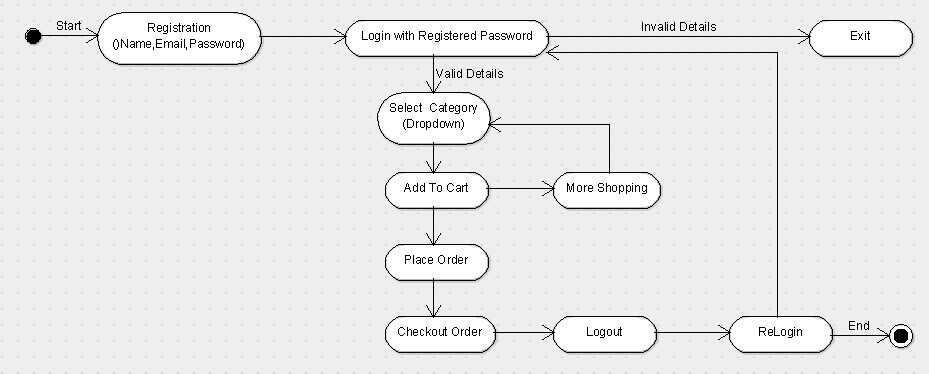 Start
Registration
()Name,Email,Password)
Login with Registered Password
Invalid Details
Exit
Valid Details
Select Category
(Dropdown)
Add To Cart
More Shopping
Place Order
Checkout Order
Logout
ReLogin
End